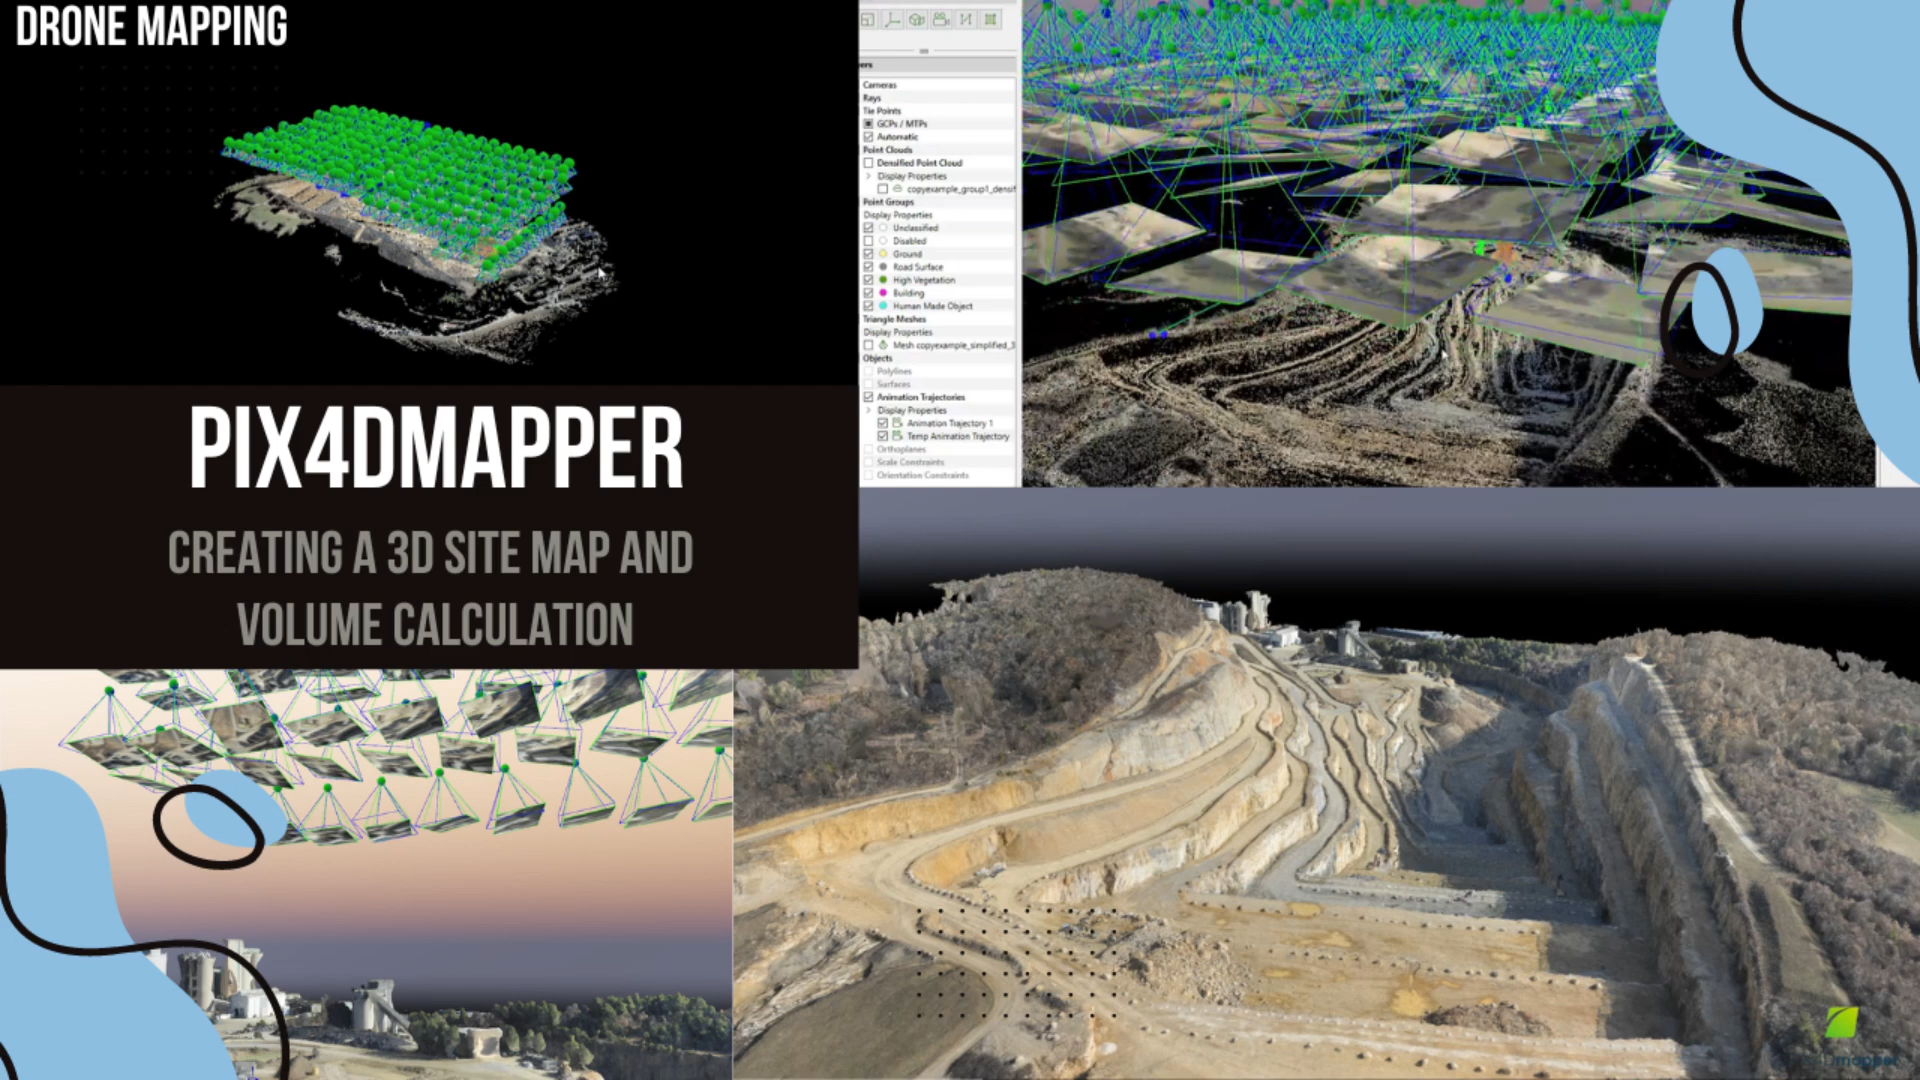 DRONE MAPPING
PIX4DMAPPER
CREATING A 3D SITE MAP AND
VOLUME CALCULATION
Cameras
Rays
Tie Points
GCPs / MTPs
Automatic
Point Clouds
Densified Point Cloud
Display Properties
copyexample_group1_densif
Point Groups
Display Properties
Unclassified
Disabled
Ground
Road Surface
High Vegetation
Building
Human Made Object
Triangle Meshes
Display Properties
Mesh copyexample_simplified_3
Objects
Polylines
Surfaces
Animation Trajectories
Display Properties
Animation Trajectory 1
Temp Animation Trajectory
Orthoplanes
Scale Constraints
Orientation Constraints